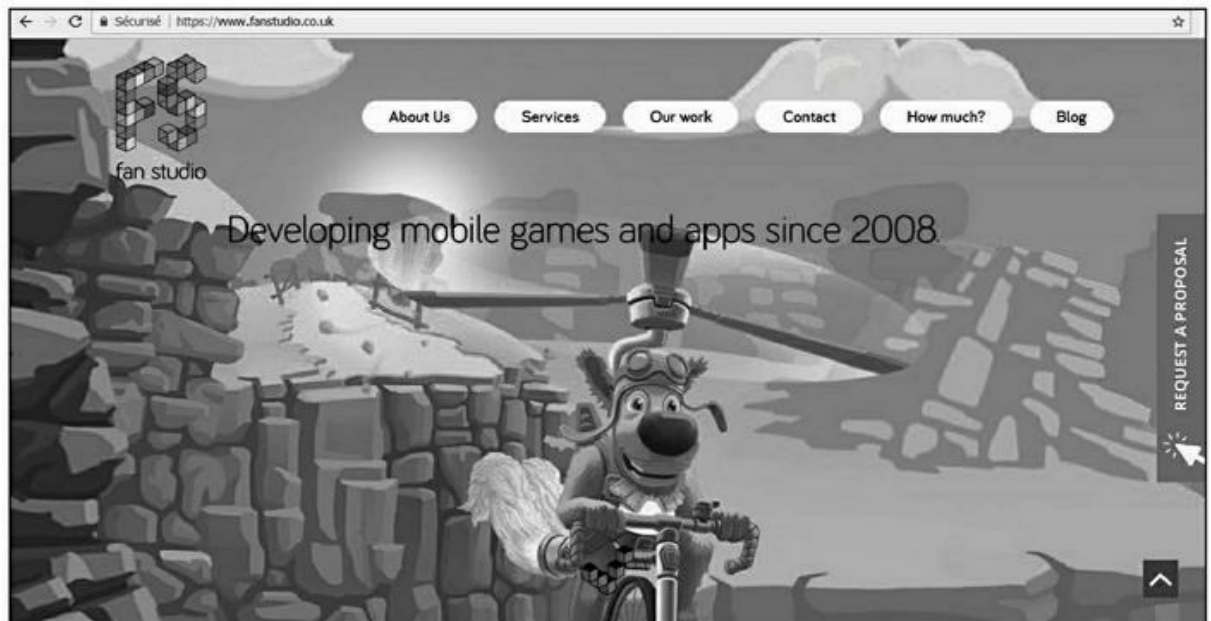 Sécurisé | https://www.fanstudio.co.uk
FS
fan studio
About Us Services Our work Contact How much? Blog
Developing mobile games and apps since 2008.
REQUEST A PROPOSAL